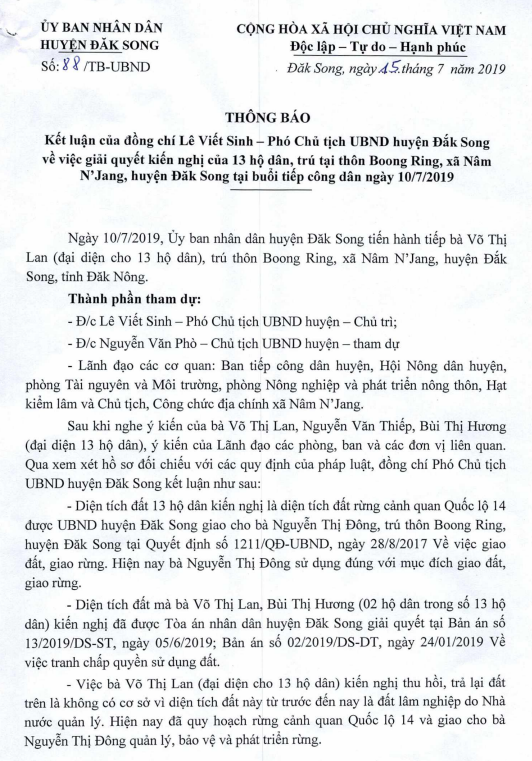 ỦY BAN NHÂN DÂN
HUYỆN ĐĂK SONG
Số: 88/TB-UBND
CỘNG HÒA XÃ HỘI CHỦ NGHĨA VIỆT NAM
Độc lập – Tự do – Hạnh phúc
Đăk Song, ngày 15 tháng 7 năm 2019
THÔNG BÁO
Kết luận của đồng chí Lê Viết Sinh – Phó Chủ tịch UBND huyện Đắk Song
về việc giải quyết kiến nghị của 13 hộ dân, trú tại thôn Boong Ring, xã Nâm
N’Jang, huyện Đăk Song tại buổi tiếp công dân ngày 10/7/2019
Ngày 10/7/2019, Ủy ban nhân dân huyện Đăk Song tiến hành tiếp bà Võ Thị
Lan (đại diện cho 13 hộ dân), trú thôn Boong Ring, xã Nâm N’Jang, huyện Đắk
Song, tỉnh Đăk Nông.
Thành phần tham dự:
- Đ/c Lê Viết Sinh – Phó Chủ tịch UBND huyện – Chủ trì;
- Đ/c Nguyễn Văn Phò – Chủ tịch UBND huyện – tham dự
- Lãnh đạo các cơ quan: Ban tiếp công dân huyện, Hội Nông dân huyện,
phòng Tài nguyên và Môi trường, phòng Nông nghiệp và phát triển nông thôn, Hạt
kiểm lâm và Chủ tịch, Công chức địa chính xã Nâm N’Jang.
Sau khi nghe ý kiến của bà Võ Thị Lan, Nguyễn Văn Thiếp, Bùi Thị Hương
(đại diện 13 hộ dân), ý kiến của Lãnh đạo các phòng, ban và các đơn vị liên quan.
Qua xem xét hồ sơ đối chiếu với các quy định của pháp luật, đồng chí Phó Chủ tịch
UBND huyện Đăk Song kết luận như sau:
- Diện tích đất 13 hộ dân kiến nghị là diện tích đất rừng cảnh quan Quốc lộ 14
được UBND huyện Đăk Song giao cho bà Nguyễn Thị Đông, trú thôn Boong Ring,
huyện Đăk Song tại Quyết định số 1211/QĐ-UBND, ngày 28/8/2017 Về việc giao
đất, giao rừng. Hiện nay bà Nguyễn Thị Đông sử dụng đúng với mục đích giao đất,
giao rừng.
- Diện tích đất mà bà Võ Thị Lan, Bùi Thị Hương (02 hộ dân trong số 13 hộ
dân) kiến nghị đã được Tòa án nhân dân huyện Đăk Song giải quyết tại Bản án số
13/2019/DS-ST, ngày 05/6/2019; Bản án số 02/2019/DS-DT, ngày 24/01/2019 Về
việc tranh chấp quyền sử dụng đất.
- Việc bà Võ Thị Lan (đại diện cho 13 hộ dân) kiến nghị thu hồi, trả lại đất
trên là không có cơ sở vì diện tích đất này từ trước đến nay là đất lâm nghiệp do Nhà
nước quản lý. Hiện nay đã quy hoạch rừng cảnh quan Quốc lộ 14 và giao cho bà
Nguyễn Thị Đông quản lý, bảo vệ và phát triển rừng.